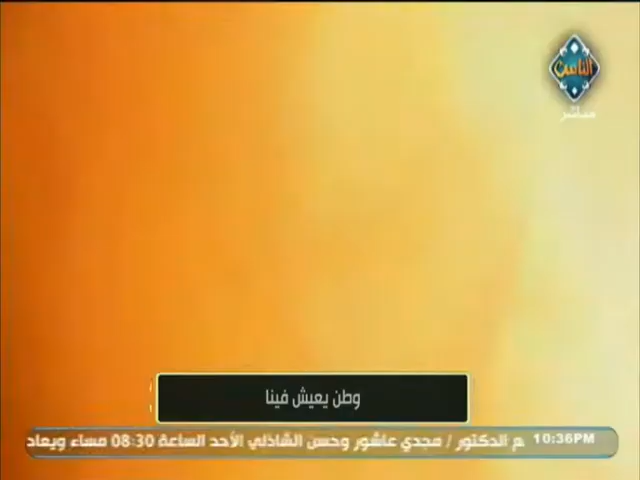 الناس
مباشر
وطن يعيش فينا
م الدكتور / مجدي عاشور وحسن الشاذلي الأحد الساعة 08:30 مساء ويعاد
10:36PM